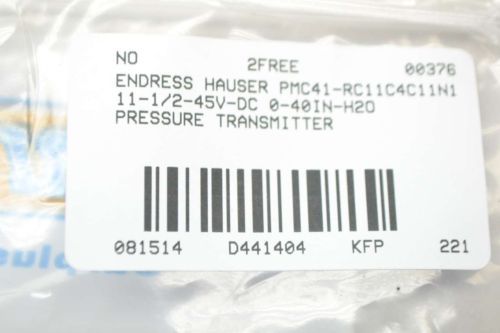 NO 2FREE 00376
ENDRESS HAUSER PMC41-RC11C4C11N1
11-1/2-45V-DC 0-40IN-H2O
PRESSURE TRANSMITTER
081514 D441404 KFP 221